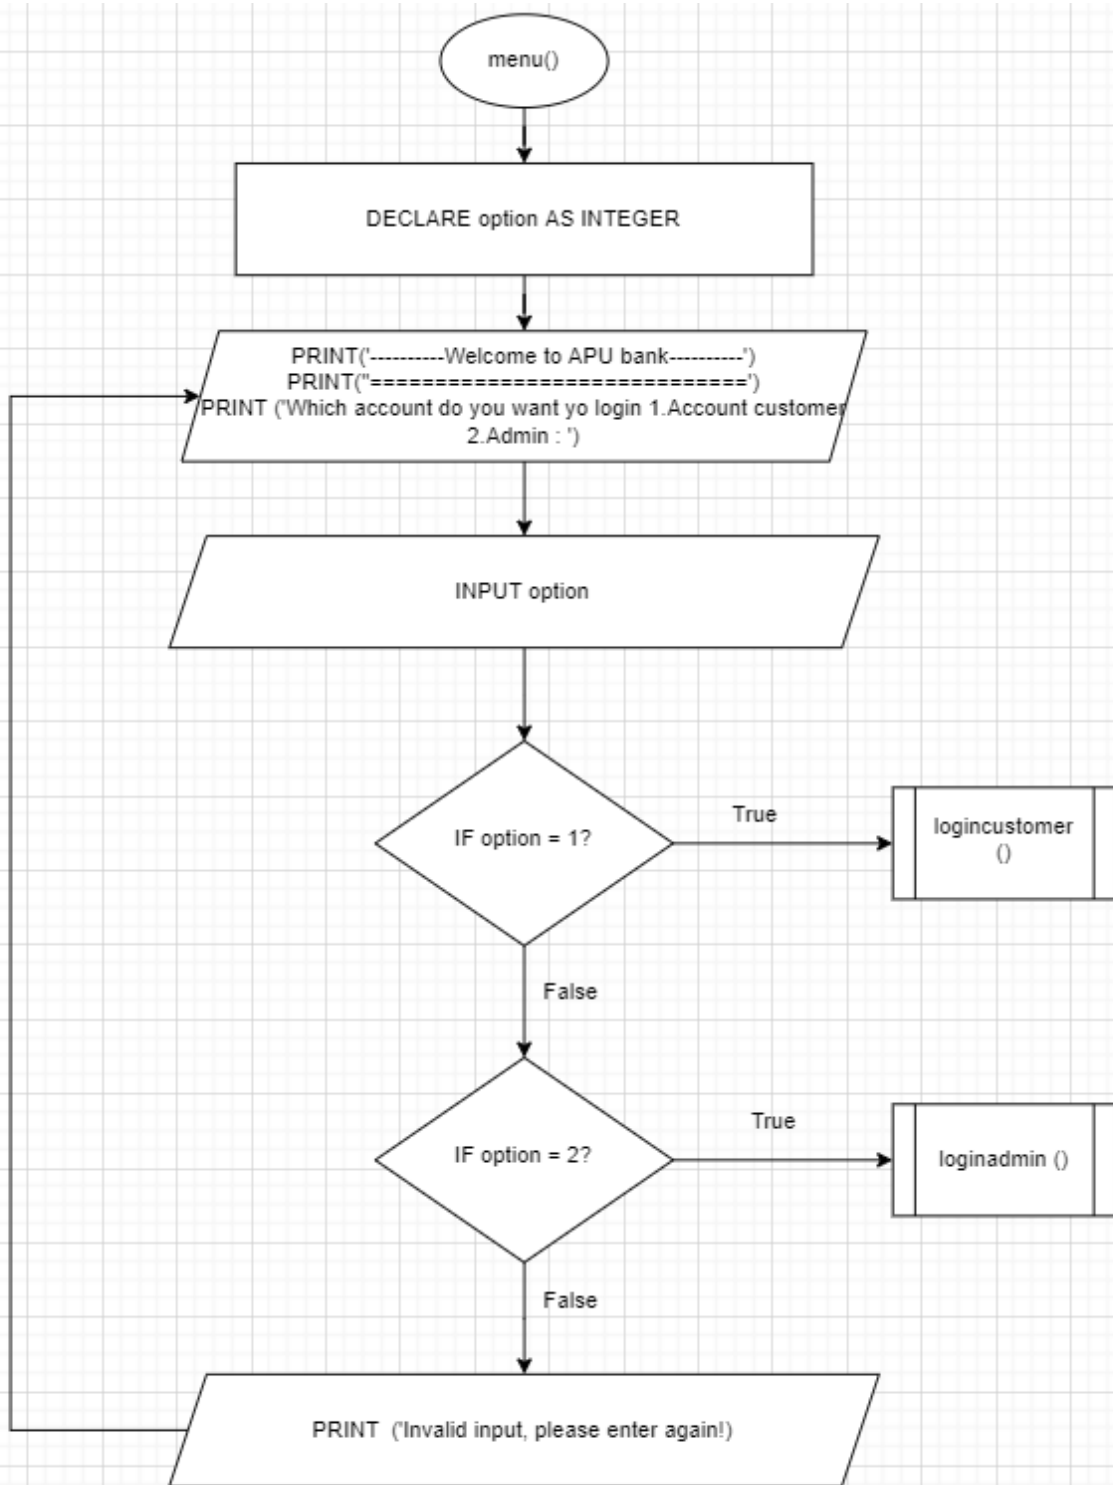 menu()
DECLARE option AS INTEGER
PRINT('----------Welcome to APU bank----------')
PRINT("=============================')
PRINT ('Which account do you want yo login 1.Account customer
2.Admin : ')
INPUT option
IF option = 1?
True
logincustomer
()
False
IF option = 2?
True
loginadmin ()
False
PRINT  ('Invalid input, please enter again!)